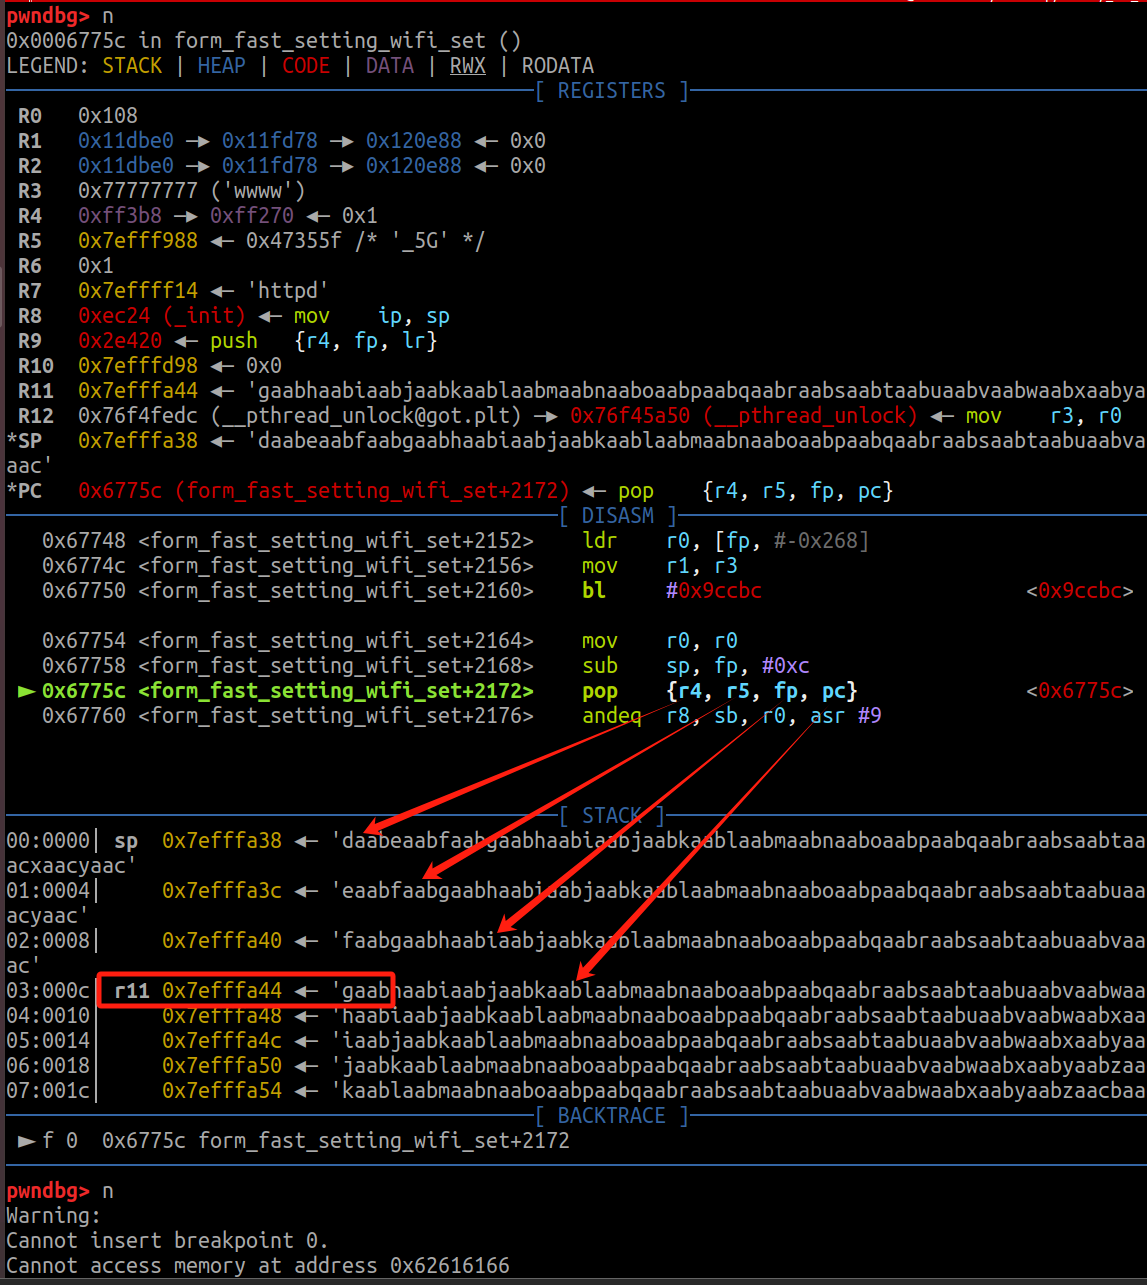 pwndbg> n
0x0006775c in form_fast_setting_wifi_set ()
LEGEND: STACK | HEAP | CODE | DATA | RWX | RODATA
[ REGISTERS ]
R0 0x108
R1 0x11dbe0 —▸ 0x11fd78 —▸ 0x120e88 ◂— 0x0
R2 0x11dbe0 —▸ 0x11fd78 —▸ 0x120e88 ◂— 0x0
R3 0x77777777 ('wwww')
R4 0xff3b8 —▸ 0xff270 ◂— 0x1
R5 0x7efff988 ◂— 0x47355f /* '_5G' */
R6 0x1
R7 0x7effff14 ◂— 'httpd'
R8 0xec24 (_init) ◂— mov ip, sp
R9 0x2e420 ◂— push {r4, fp, lr}
R10 0x7efffd98 ◂— 0x0
R11 0x7efffa44 ◂— 'gaabhaabiaabjaabkaablaabmaabnaaboaabpaabqaabraabsaabtaabuaabvaabwaabxaabya
R12 0x76f4fedc (__pthread_unlock@got.plt) —▸ 0x76f45a50 (__pthread_unlock) ◂— mov r3, r0
*SP 0x7efffa38 ◂— 'daabeaabfaabgaabhaabiaabjaabkaablaabmaabnaaboaabpaabqaabraabsaabtaabuaabva
aac'
*PC 0x6775c (form_fast_setting_wifi_set+2172) ◂— pop {r4, r5, fp, pc}
[ DISASM ]
0x67748 <form_fast_setting_wifi_set+2152> ldr r0, [fp, #-0x268]
0x6774c <form_fast_setting_wifi_set+2156> mov r1, r3
0x67750 <form_fast_setting_wifi_set+2160> bl #0x9ccbc <0x9ccbc>
0x67754 <form_fast_setting_wifi_set+2164> mov r0, r0
0x67758 <form_fast_setting_wifi_set+2168> sub sp, fp, #0xc
► 0x6775c <form_fast_setting_wifi_set+2172> pop {r4, r5, fp, pc} <0x6775c>
0x67760 <form_fast_setting_wifi_set+2176> andeq r8, sb, r0, asr #9
[ STACK ]
00:0000│ sp 0x7efffa38 ◂— 'daabeaabfaabgaabhaabiaabjaabkaablaabmaabnaaboaabpaabqaabraabsaabtaa
acxaacyaac'
01:0004│ 0x7efffa3c ◂— 'eaabfaabgaabhaabiaabjaabkaablaabmaabnaaboaabpaabqaabraabsaabtaabuaa
acyaac'
02:0008│ 0x7efffa40 ◂— 'faabgaabhaabiaabjaabkaablaabmaabnaaboaabpaabqaabraabsaabtaabuaabvaa
ac'
03:000c│ r11 0x7efffa44 ◂— 'gaabhaabiaabjaabkaablaabmaabnaaboaabpaabqaabraabsaabtaabuaabvaabwaa
04:0010│ 0x7efffa48 ◂— 'haabiaabjaabkaablaabmaabnaaboaabpaabqaabraabsaabtaabuaabvaabwaabxaa
05:0014│ 0x7efffa4c ◂— 'iaabjaabkaablaabmaabnaaboaabpaabqaabraabsaabtaabuaabvaabwaabxaabyaa
06:0018│ 0x7efffa50 ◂— 'jaabkaablaabmaabnaaboaabpaabqaabraabsaabtaabuaabvaabwaabxaabyaabzaa
07:001c│ 0x7efffa54 ◂— 'kaablaabmaabnaaboaabpaabqaabraabsaabtaabuaabvaabwaabxaabyaabzaacbaa
[ BACKTRACE ]
► f 0 0x6775c form_fast_setting_wifi_set+2172
pwndbg> n
Warning:
Cannot insert breakpoint 0.
Cannot access memory at address 0x62616166